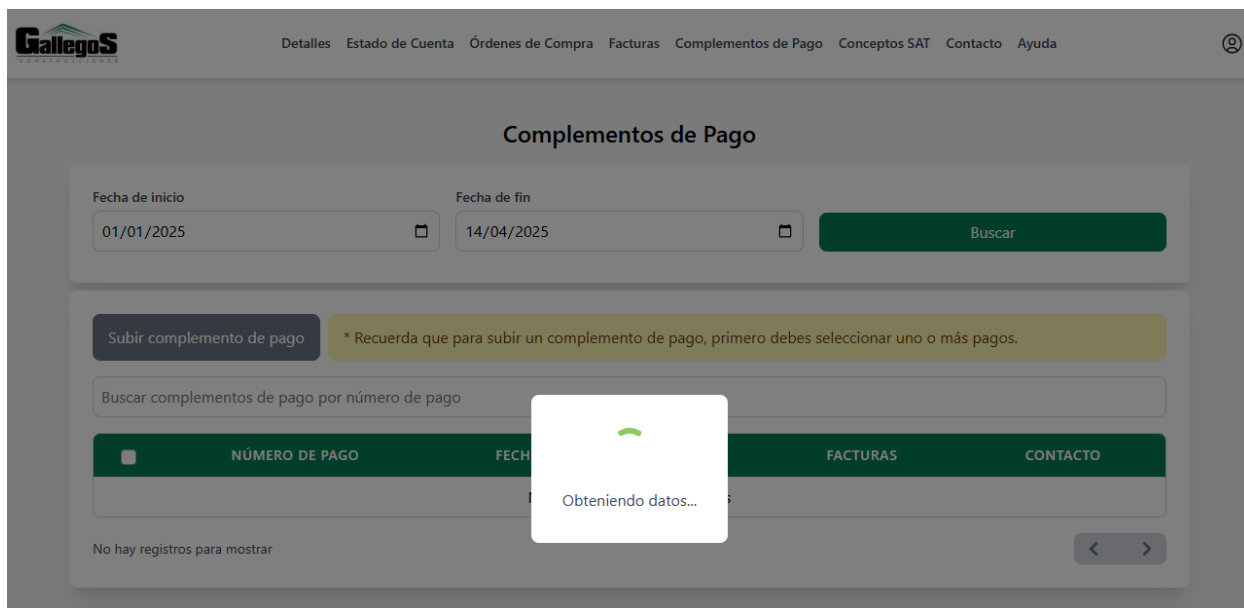 GallegoS
CONSTRUCCIONES
Detalles Estado de Cuenta Órdenes de Compra Facturas Complementos de Pago Conceptos SAT Contacto Ayuda
Complementos de Pago
Fecha de inicio Fecha de fin
01/01/2025 14/04/2025 Buscar
Subir complemento de pago * Recuerda que para subir un complemento de pago, primero debes seleccionar uno o más pagos.
Buscar complementos de pago por número de pago
NÚMERO DE PAGO FECH FACTURAS CONTACTO
Obteniendo datos...
No hay registros para mostrar